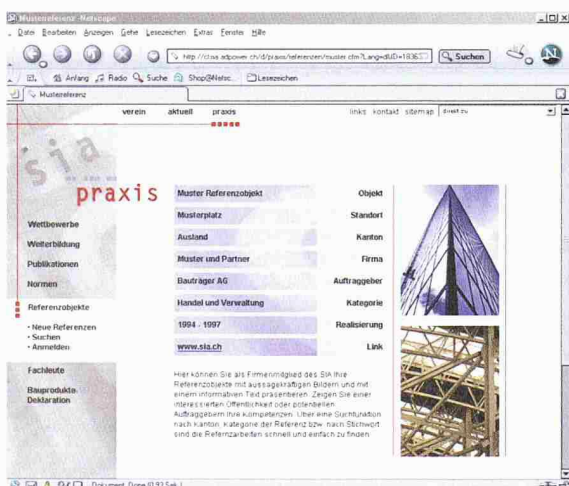 Musterreferenz - Netscape
Datei Bearbeiten Anzeigen Gehe Lesezeichen Extras Fenster Hilfe
Suchen
Anfang Radio Suche Shop@Netsc.. Lesezeichen
Musterreferenz
verein aktuell praxis links kontakt sitemap direkt zu
sia
praxis
Muster Referenzobjekt Objekt
Musterplatz Standort
Ausland Kanton
Muster und Partner Firma
Bauträger AG Auftraggeber
Handel und Verwaltung Kategorie
1994 - 1997 Realisierung
www.sia.ch Link
Wettbewerbe
Weiterbildung
Publikationen
Normen
Referenzobjekte
• Neue Referenzen
• Suchen
• Anmelden
Fachleute
Bauprodukte-
Deklaration
Hier können Sie als Firmenmitglied des SIA Ihre
Referenzobjekte mit aussagekräftigen Bildern und mit
einem informativen Text präsentieren. Zeigen Sie einer
interessierten Öffentlichkeit oder potentiellen
Auftraggebern Ihre Kompetenzen. Über eine Suchfunktion
nach Kanton, Kategorie der Referenz bzw. nach Stichwort
sind die Refernzarbeiten schnell und einfach zu finden.